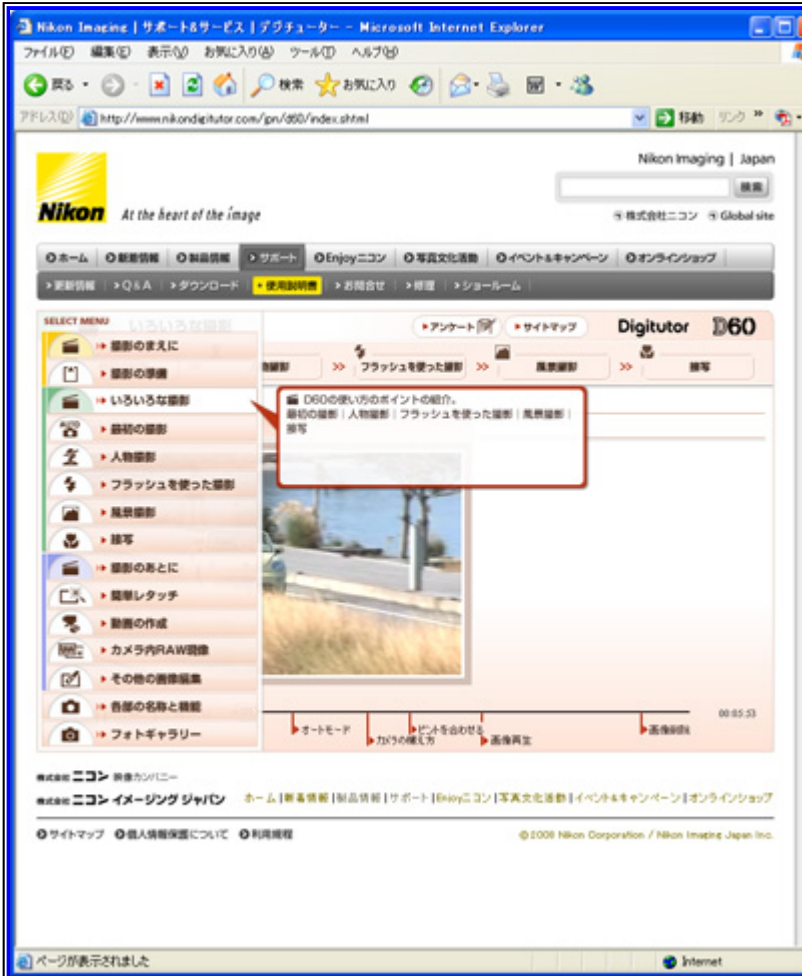 Nikon Imaging | サポート&サービス | デジチューター - Microsoft Internet Explorer
ファイル(F) 編集(E) 表示(V) お気に入り(A) ツール(T) ヘルプ(H)
戻る 検索 お気に入り
アドレス(D) http://www.nikondigitutor.com/jpn/d60/index.shtml 移動 リンク »
Nikon Imaging | Japan
検索
Nikon At the heart of the image
株式会社ニコン Global site
ホーム 新着情報 製品情報 サポート Enjoyニコン 写真文化活動 イベント&キャンペーン オンラインショップ
更新情報 Q&A ダウンロード 使用説明書 お問合せ 修理 ショールーム
SELECT MENU いろいろな撮影
アンケート サイトマップ Digitutor D60
撮影のまえに
撮影の準備
いろいろな撮影
最初の撮影
人物撮影
フラッシュを使った撮影
風景撮影
接写
撮影のあとに
簡単レタッチ
動画の作成
カメラ内RAW現像
その他の画像編集
各部の名称と機能
フォトギャラリー
物撮影 >> フラッシュを使った撮影 >> 風景撮影 >> 接写
D60の使い方のポイントの紹介。
最初の撮影 | 人物撮影 | フラッシュを使った撮影 | 風景撮影 |
接写
00:05:53
オートモード カメラの構え方 ピントを合わせる 画像再生 画像削除
株式会社 ニコン 映像カンパニー
株式会社 ニコン イメージング ジャパン ホーム | 新着情報 | 製品情報 | サポート | Enjoyニコン | 写真文化活動 | イベント&キャンペーン | オンラインショップ
サイトマップ 個人情報保護について 利用規程
©2008 Nikon Corporation / Nikon Imaging Japan Inc.
ページが表示されました Internet